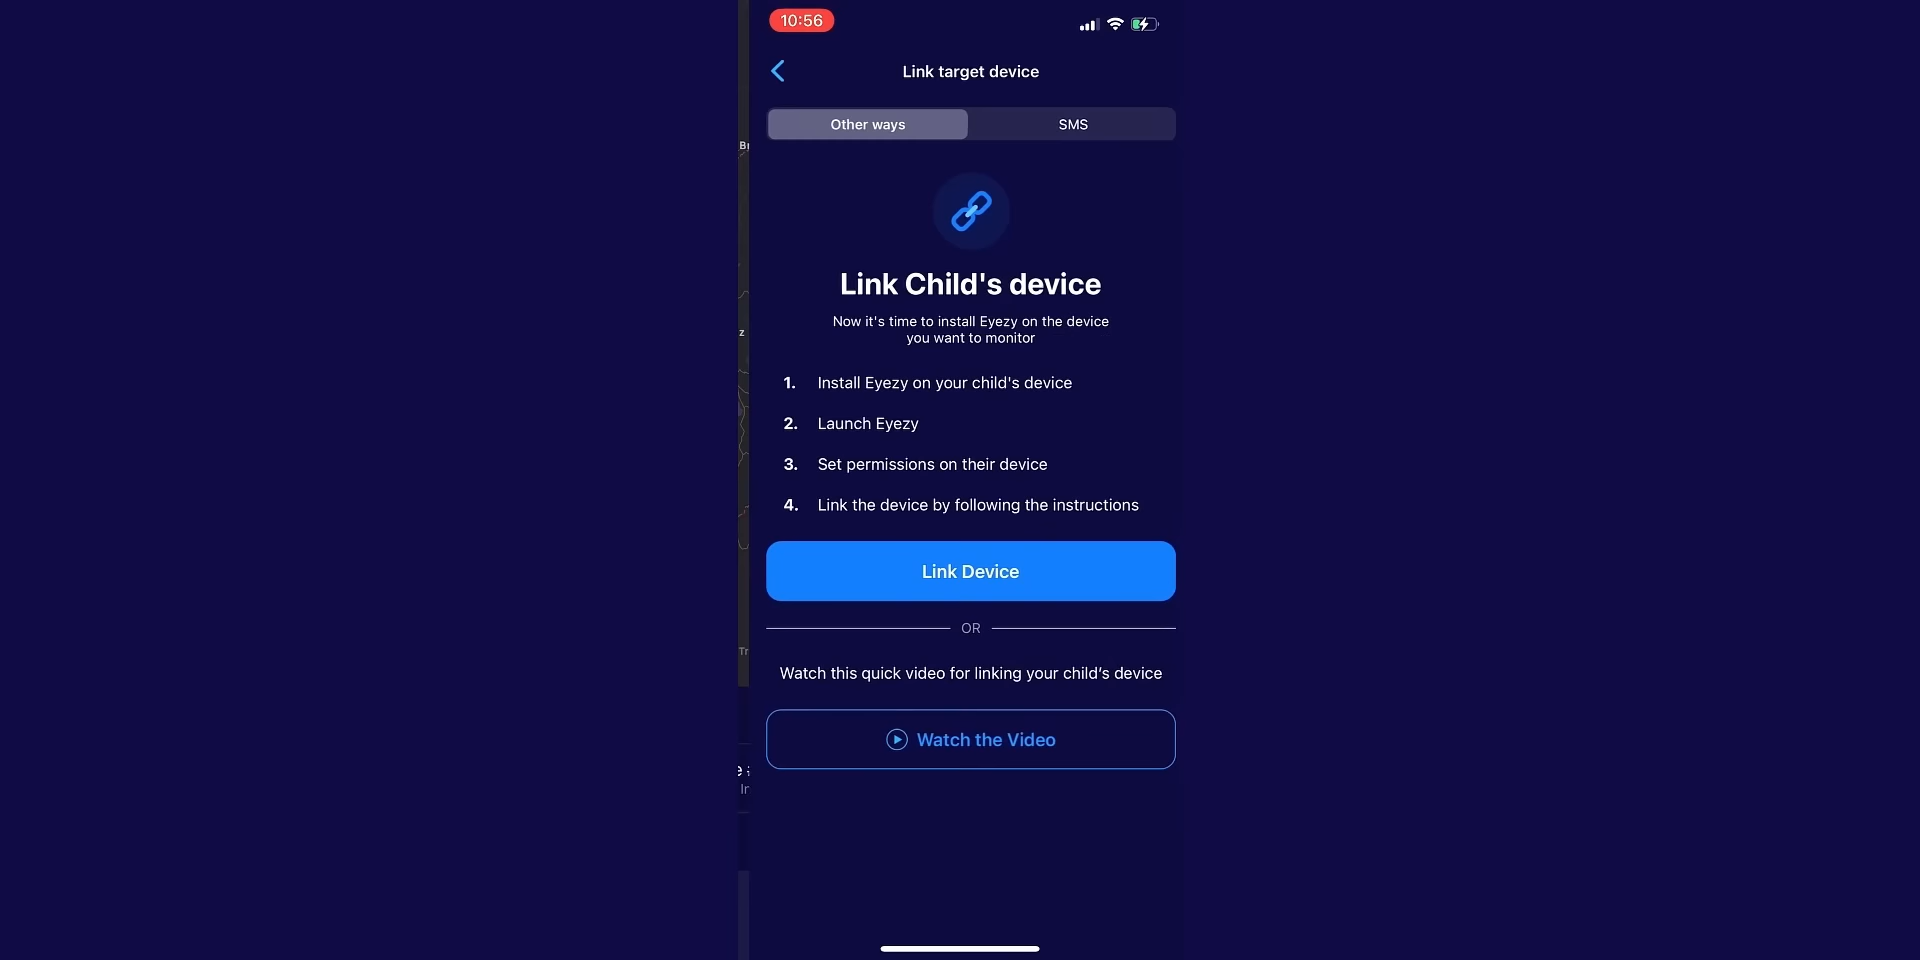 10:56
Link target device
Other ways
SMS
Link Child's device
Now it's time to install Eyezy on the device
you want to monitor
1. Install Eyezy on your child's device
2. Launch Eyezy
3. Set permissions on their device
4. Link the device by following the instructions
Link Device
OR
Watch this quick video for linking your child’s device
Watch the Video